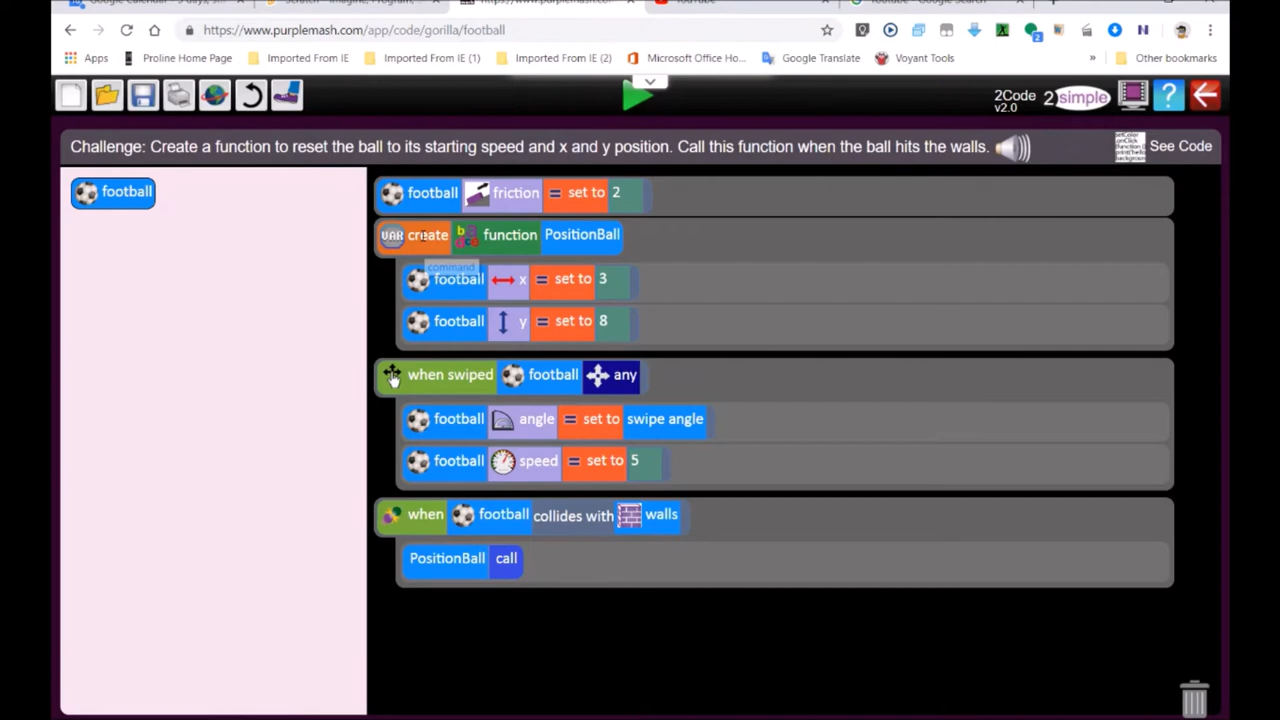 https://www.purplemash.com/app/code/gorilla/football
Apps Proline Home Page Imported From IE Imported From IE (1) Imported From IE (2) Microsoft Office Ho... Google Translate Voyant Tools » Other bookmarks
2Code v2.0 2simple ?
Challenge: Create a function to reset the ball to its starting speed and x and y position. Call this function when the ball hits the walls. See Code
football
football friction = set to 2
VAR create function PositionBall
command
football x = set to 3
football y = set to 8
when swiped football any
football angle = set to swipe angle
football speed = set to 5
when football collides with walls
PositionBall call